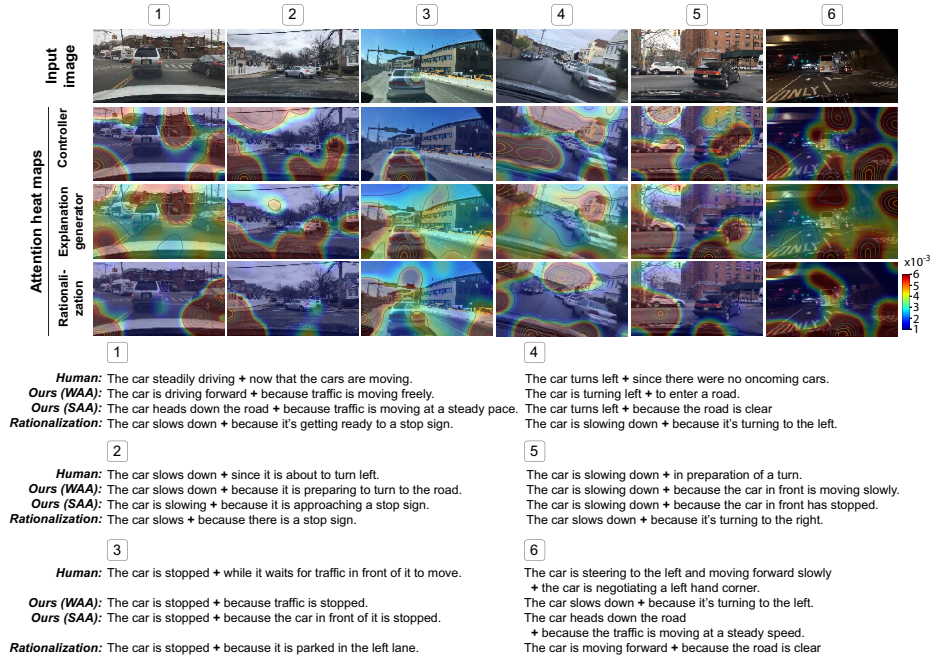 1 2 3 4 5 6
Input image
Attention heat maps
Controller
Explanation generator
Rationali-zation
ONLY
ONLY
x10⁻³
6
5
4
3
2
1
1
Human: The car steadily driving + now that the cars are moving.
Ours (WAA): The car is driving forward + because traffic is moving freely.
Ours (SAA): The car heads down the road + because traffic is moving at a steady pace.
Rationalization: The car slows down + because it's getting ready to a stop sign.
4
The car turns left + since there were no oncoming cars.
The car is turning left + to enter a road.
The car turns left + because the road is clear
The car is slowing down + because it's turning to the left.
2
Human: The car slows down + since it is about to turn left.
Ours (WAA): The car slows down + because it is preparing to turn to the road.
Ours (SAA): The car is slowing + because it is approaching a stop sign.
Rationalization: The car slows + because there is a stop sign.
5
The car is slowing down + in preparation of a turn.
The car is slowing down + because the car in front is moving slowly.
The car is slowing down + because the car in front has stopped.
The car slows down + because it's turning to the right.
3
Human: The car is stopped + while it waits for traffic in front of it to move.
Ours (WAA): The car is stopped + because traffic is stopped.
Ours (SAA): The car is stopped + because the car in front of it is stopped.
Rationalization: The car is stopped + because it is parked in the left lane.
6
The car is steering to the left and moving forward slowly
+ the car is negotiating a left hand corner.
The car slows down + because it's turning to the left.
The car heads down the road
+ because the traffic is moving at a steady speed.
The car is moving forward + because the road is clear